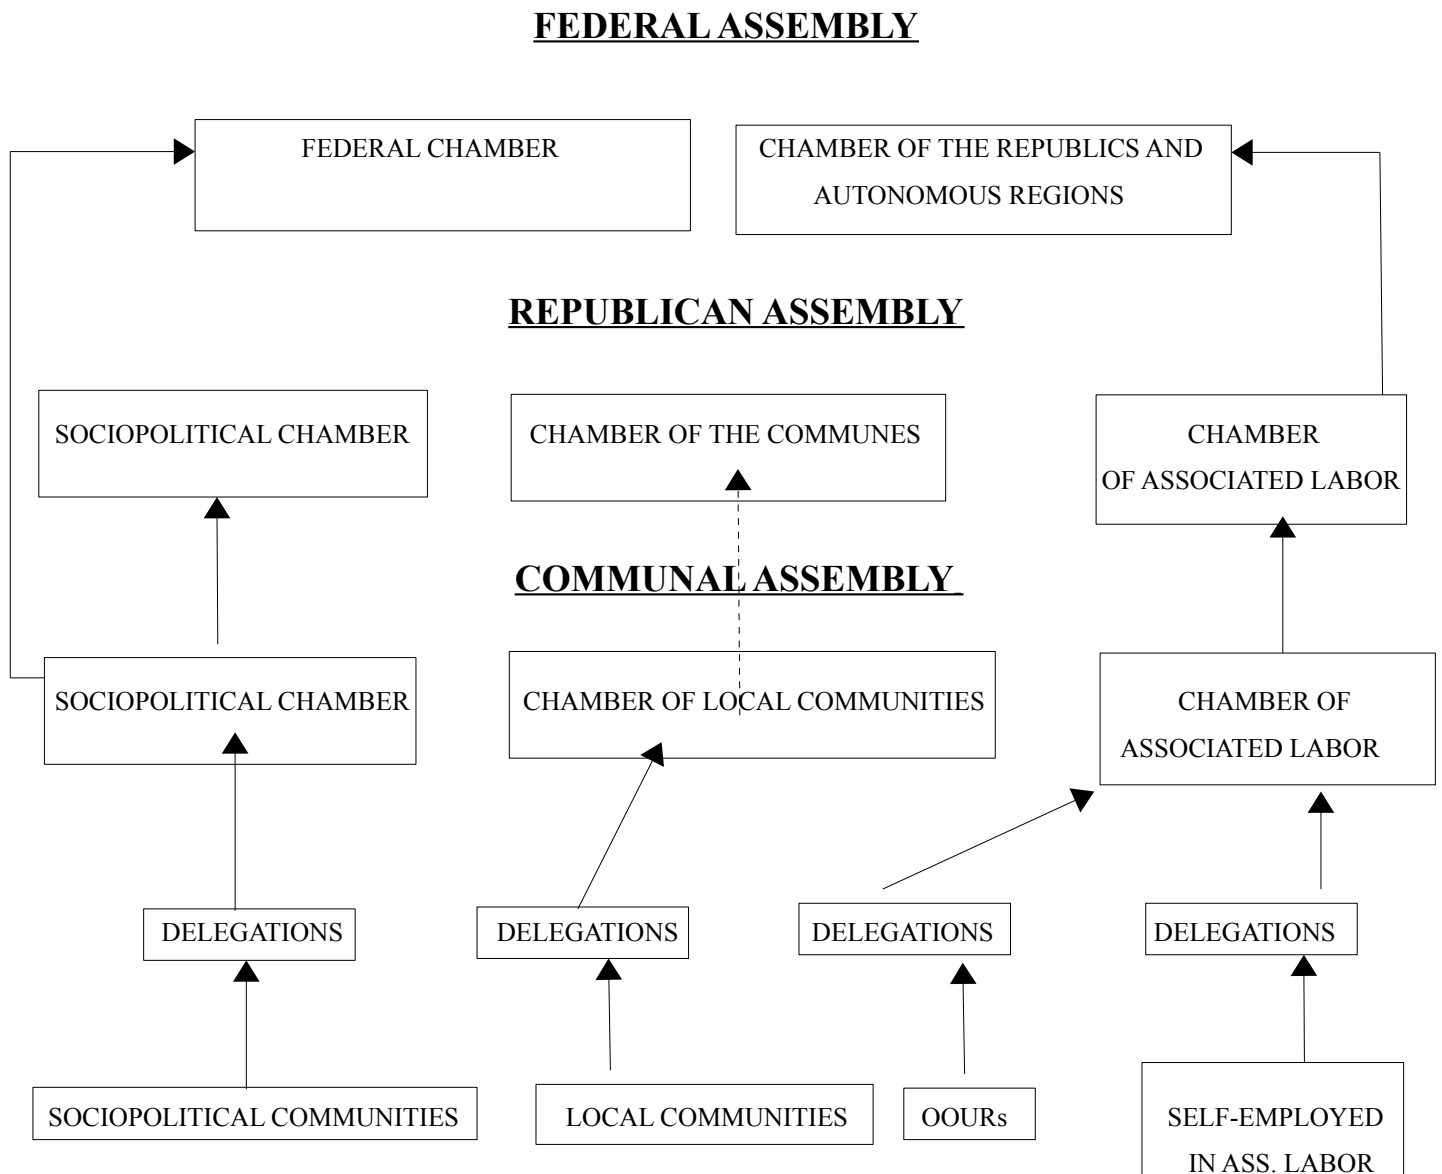 FEDERAL ASSEMBLY
FEDERAL CHAMBER
CHAMBER OF THE REPUBLICS AND
AUTONOMOUS REGIONS
REPUBLICAN ASSEMBLY
SOCIOPOLITICAL CHAMBER
CHAMBER OF THE COMMUNES
CHAMBER
OF ASSOCIATED LABOR
COMMUNAL ASSEMBLY
SOCIOPOLITICAL CHAMBER
CHAMBER OF LOCAL COMMUNITIES
CHAMBER OF
ASSOCIATED LABOR
DELEGATIONS
DELEGATIONS
DELEGATIONS
DELEGATIONS
SOCIOPOLITICAL COMMUNITIES
LOCAL COMMUNITIES
OOURs
SELF-EMPLOYED
IN ASS. LABOR